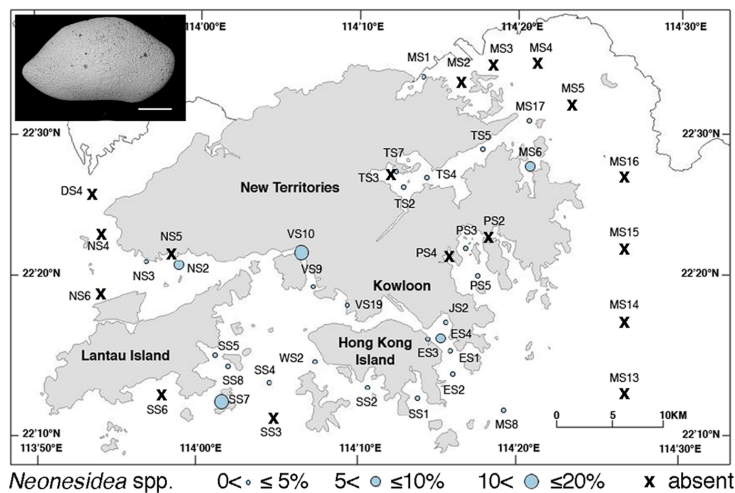 114°00'E 114°10'E 114°20'E 114°30'E
MS1 MS2 MS3 MS4
MS5
MS17
22°30'N 22°30'N
TS5
TS7 MS6 MS16
TS3 TS4
DS4 New Territories
TS2
PS2
NS4 NS5 VS10 PS3 MS15
PS4
NS3 NS2 VS9
22°20'N 22°20'N
Kowloon PS5
NS6
VS19 JS2 MS14
Hong Kong ES4
Lantau Island SS5 WS2 Island ES3 ES1
SS8 SS4 ES2 MS13
SS7 SS2
SS6 SS1 0 5 10KM
SS3 MS8
22°10'N 22°10'N
113°50'E 114°00'E 114°10'E 114°20'E 114°30'E
Neonesidea spp. 0< ≤ 5% 5< ≤10% 10< ≤20% x absent